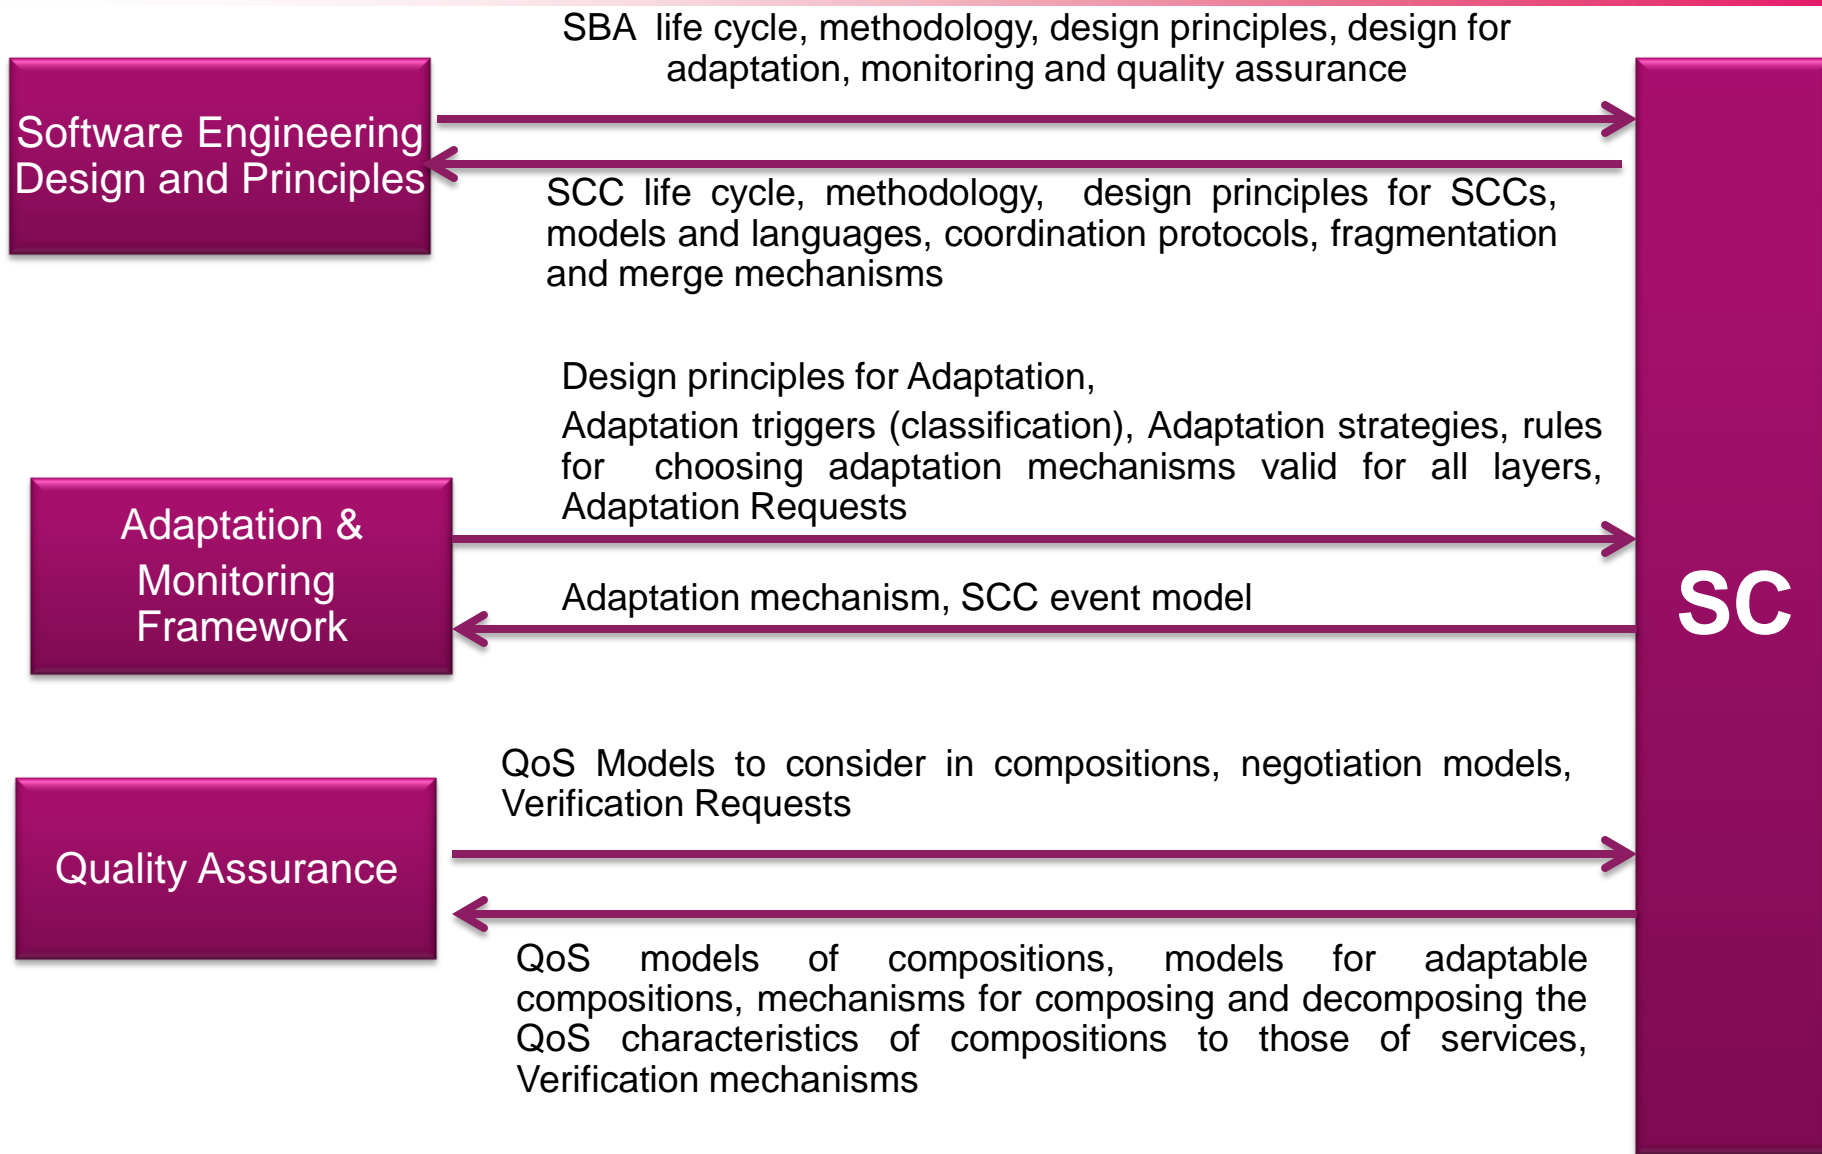 SBA life cycle, methodology, design principles, design for
adaptation, monitoring and quality assurance
Software Engineering
Design and Principles
SCC life cycle, methodology, design principles for SCCs,
models and languages, coordination protocols, fragmentation
and merge mechanisms
Design principles for Adaptation,
Adaptation triggers (classification), Adaptation strategies, rules
for choosing adaptation mechanisms valid for all layers,
Adaptation Requests
Adaptation &
Monitoring
Framework
Adaptation mechanism, SCC event model
SC
QoS Models to consider in compositions, negotiation models,
Verification Requests
Quality Assurance
QoS models of compositions, models for adaptable
compositions, mechanisms for composing and decomposing the
QoS characteristics of compositions to those of services,
Verification mechanisms